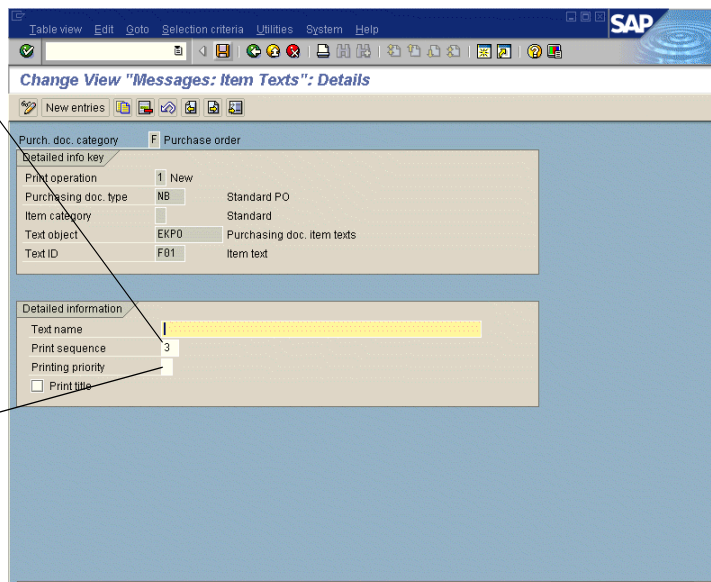 Table view Edit Goto Selection criteria Utilities System Help
SAP
Change View "Messages: Item Texts": Details
New entries
Purch. doc. category F Purchase order
Detailed info key
Print operation 1 New
Purchasing doc. type NB Standard PO
Item category Standard
Text object EKPO Purchasing doc. item texts
Text ID F01 Item text
Detailed information
Text name
Print sequence 3
Printing priority
Print title